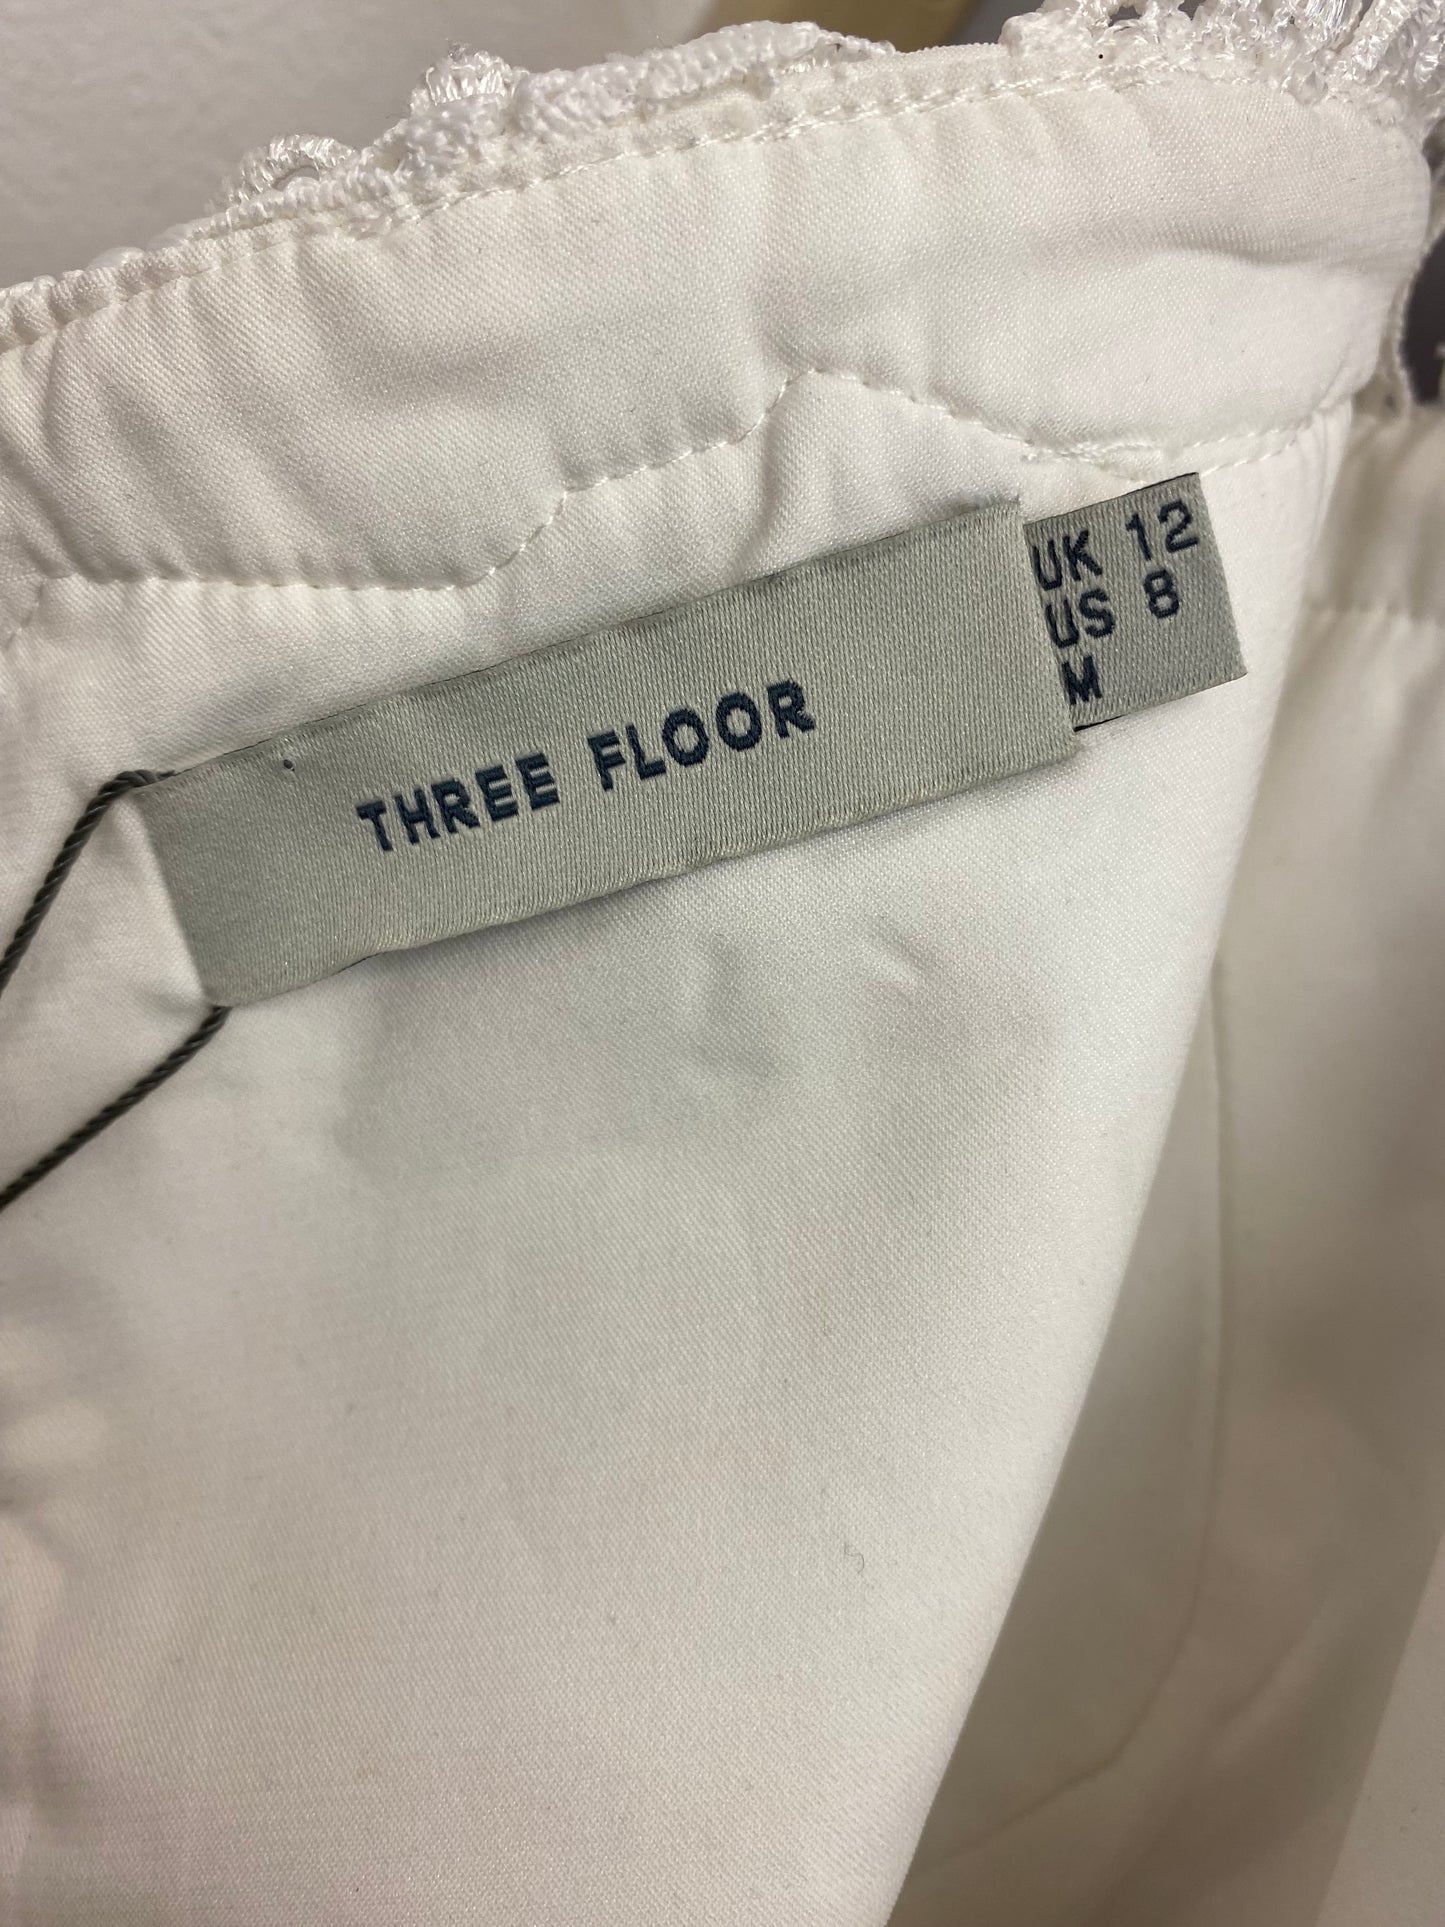 THREE FLOOR
UK 12
US 8
M